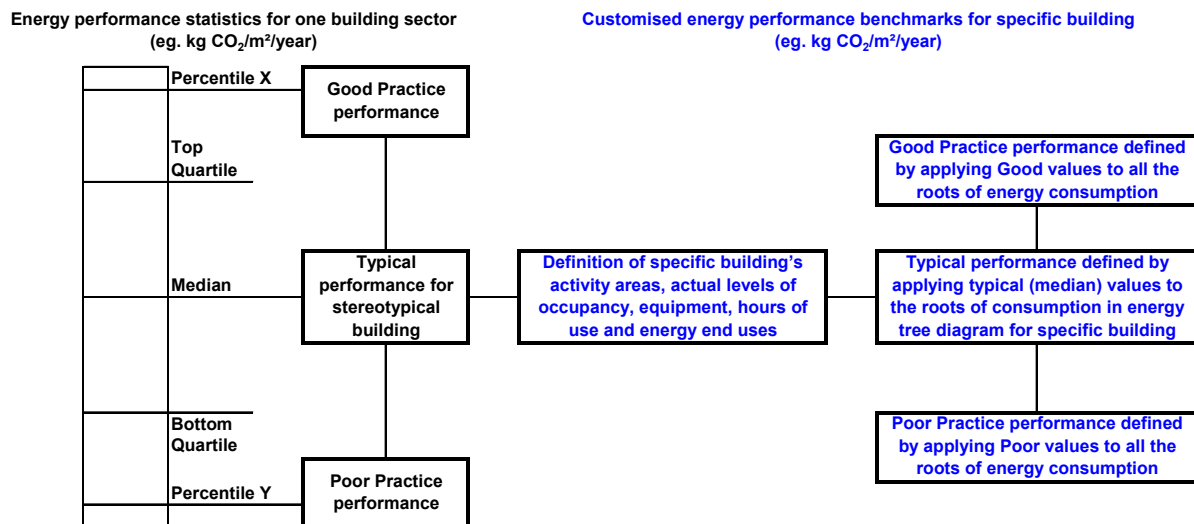 Energy performance statistics for one building sector
(eg. kg CO₂/m²/year)
Customised energy performance benchmarks for specific building
(eg. kg CO₂/m²/year)
Percentile X
Good Practice
performance
Top
Quartile
Good Practice performance defined
by applying Good values to all the
roots of energy consumption
Median
Typical
performance for
stereotypical
building
Definition of specific building’s
activity areas, actual levels of
occupancy, equipment, hours of
use and energy end uses
Typical performance defined by
applying typical (median) values to
the roots of consumption in energy
tree diagram for specific building
Bottom
Quartile
Poor Practice performance defined
by applying Poor values to all the
roots of energy consumption
Percentile Y
Poor Practice
performance